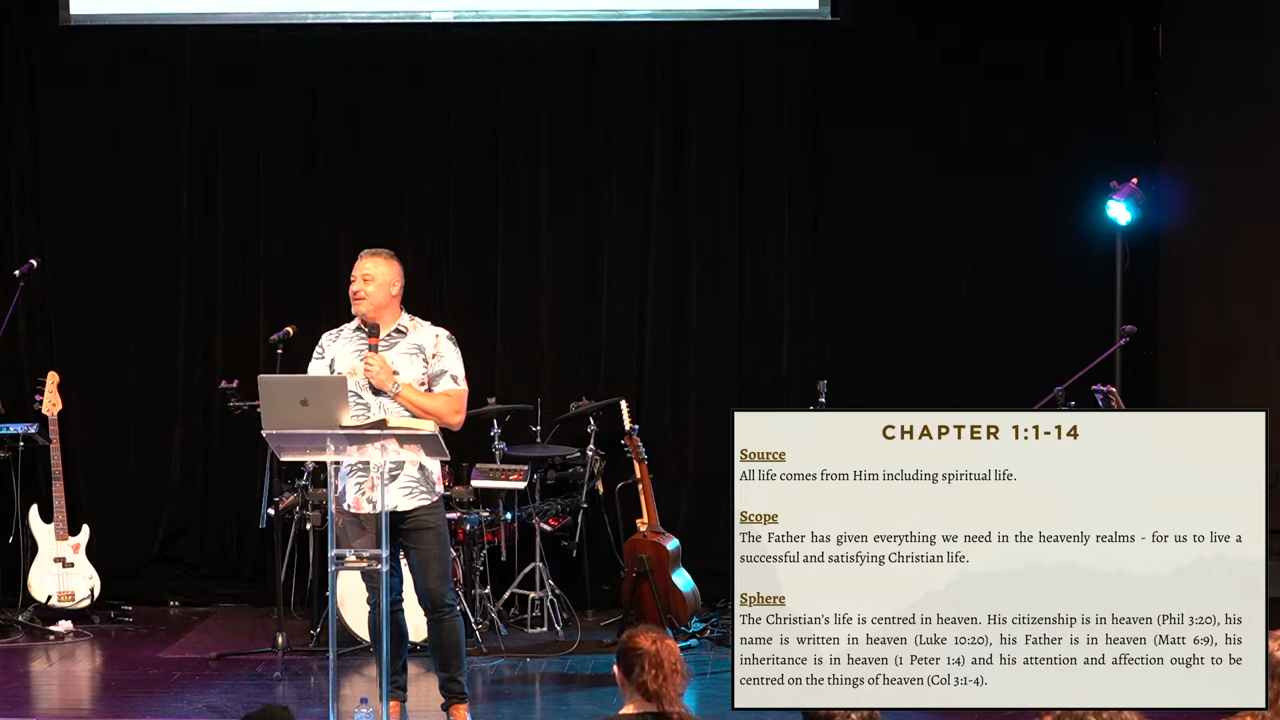 CHAPTER 1:1-14
Source
All life comes from Him including spiritual life.
Scope
The Father has given everything we need in the heavenly realms - for us to live a
successful and satisfying Christian life.
Sphere
The Christian's life is centred in heaven. His citizenship is in heaven (Phil 3:20), his
name is written in heaven (Luke 10:20), his Father is in heaven (Matt 6:9), his
inheritance is in heaven (1 Peter 1:4) and his attention and affection ought to be
centred on the things of heaven (Col 3:1-4).